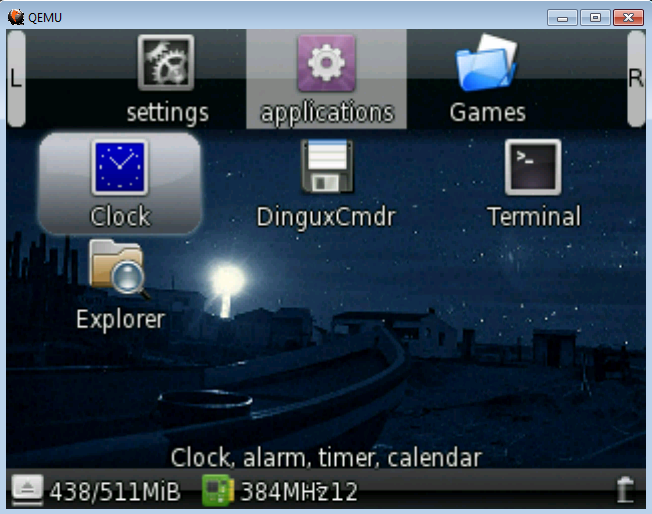 QEMU
L
R
settings applications Games
Clock DinguxCmdr Terminal
>_
Explorer
Clock, alarm, timer, calendar
438/511MiB 384MHz12